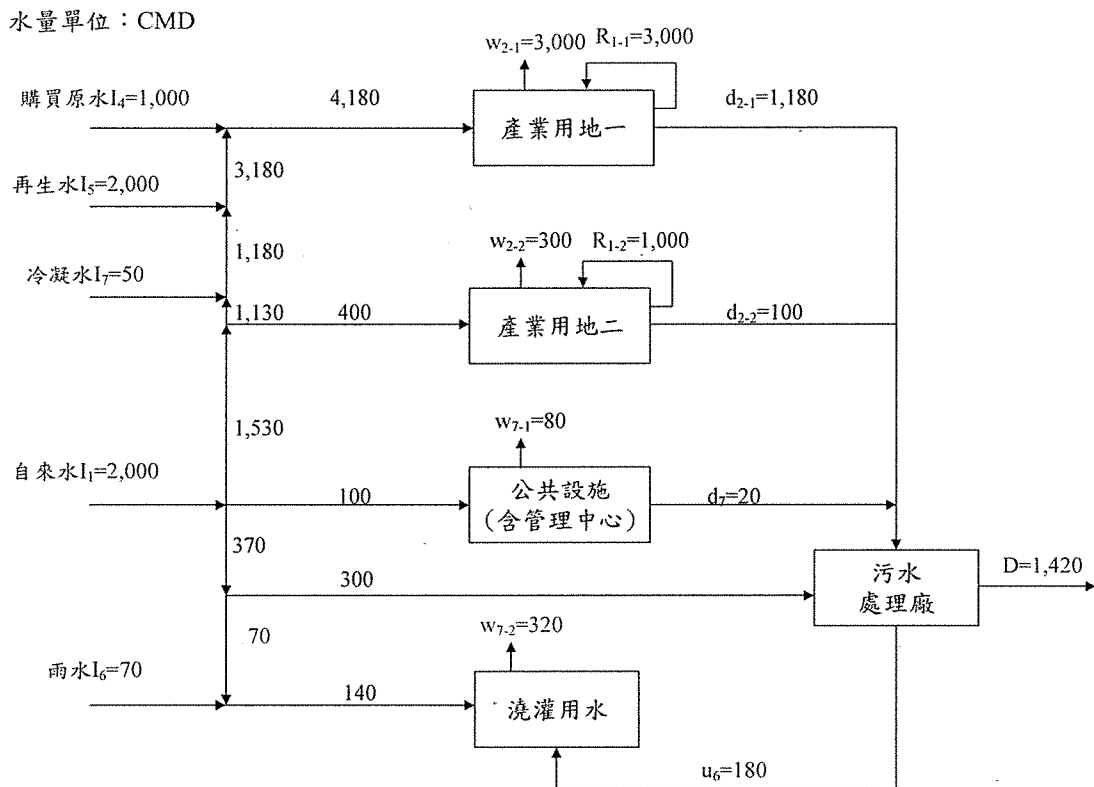 水量單位：CMD
w2-1=3,000
R1-1=3,000
購買原水I4=1,000
4,180
產業用地一
d2-1=1,180
3,180
再生水I5=2,000
1,180
w2-2=300
R1-2=1,000
冷凝水I7=50
1,130
400
產業用地二
d2-2=100
1,530
w7-1=80
自來水I1=2,000
100
公共設施
(含管理中心)
d7=20
370
300
污水
處理廠
D=1,420
70
w7-2=320
雨水I6=70
140
澆灌用水
u6=180